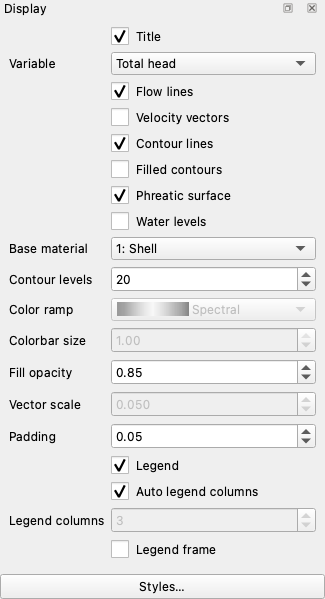 Display
Title
Variable Total head
Flow lines
Velocity vectors
Contour lines
Filled contours
Phreatic surface
Water levels
Base material 1: Shell
Contour levels 20
Color ramp Spectral
Colorbar size 1.00
Fill opacity 0.85
Vector scale 0.050
Padding 0.05
Legend
Auto legend columns
Legend columns 3
Legend frame
Styles...